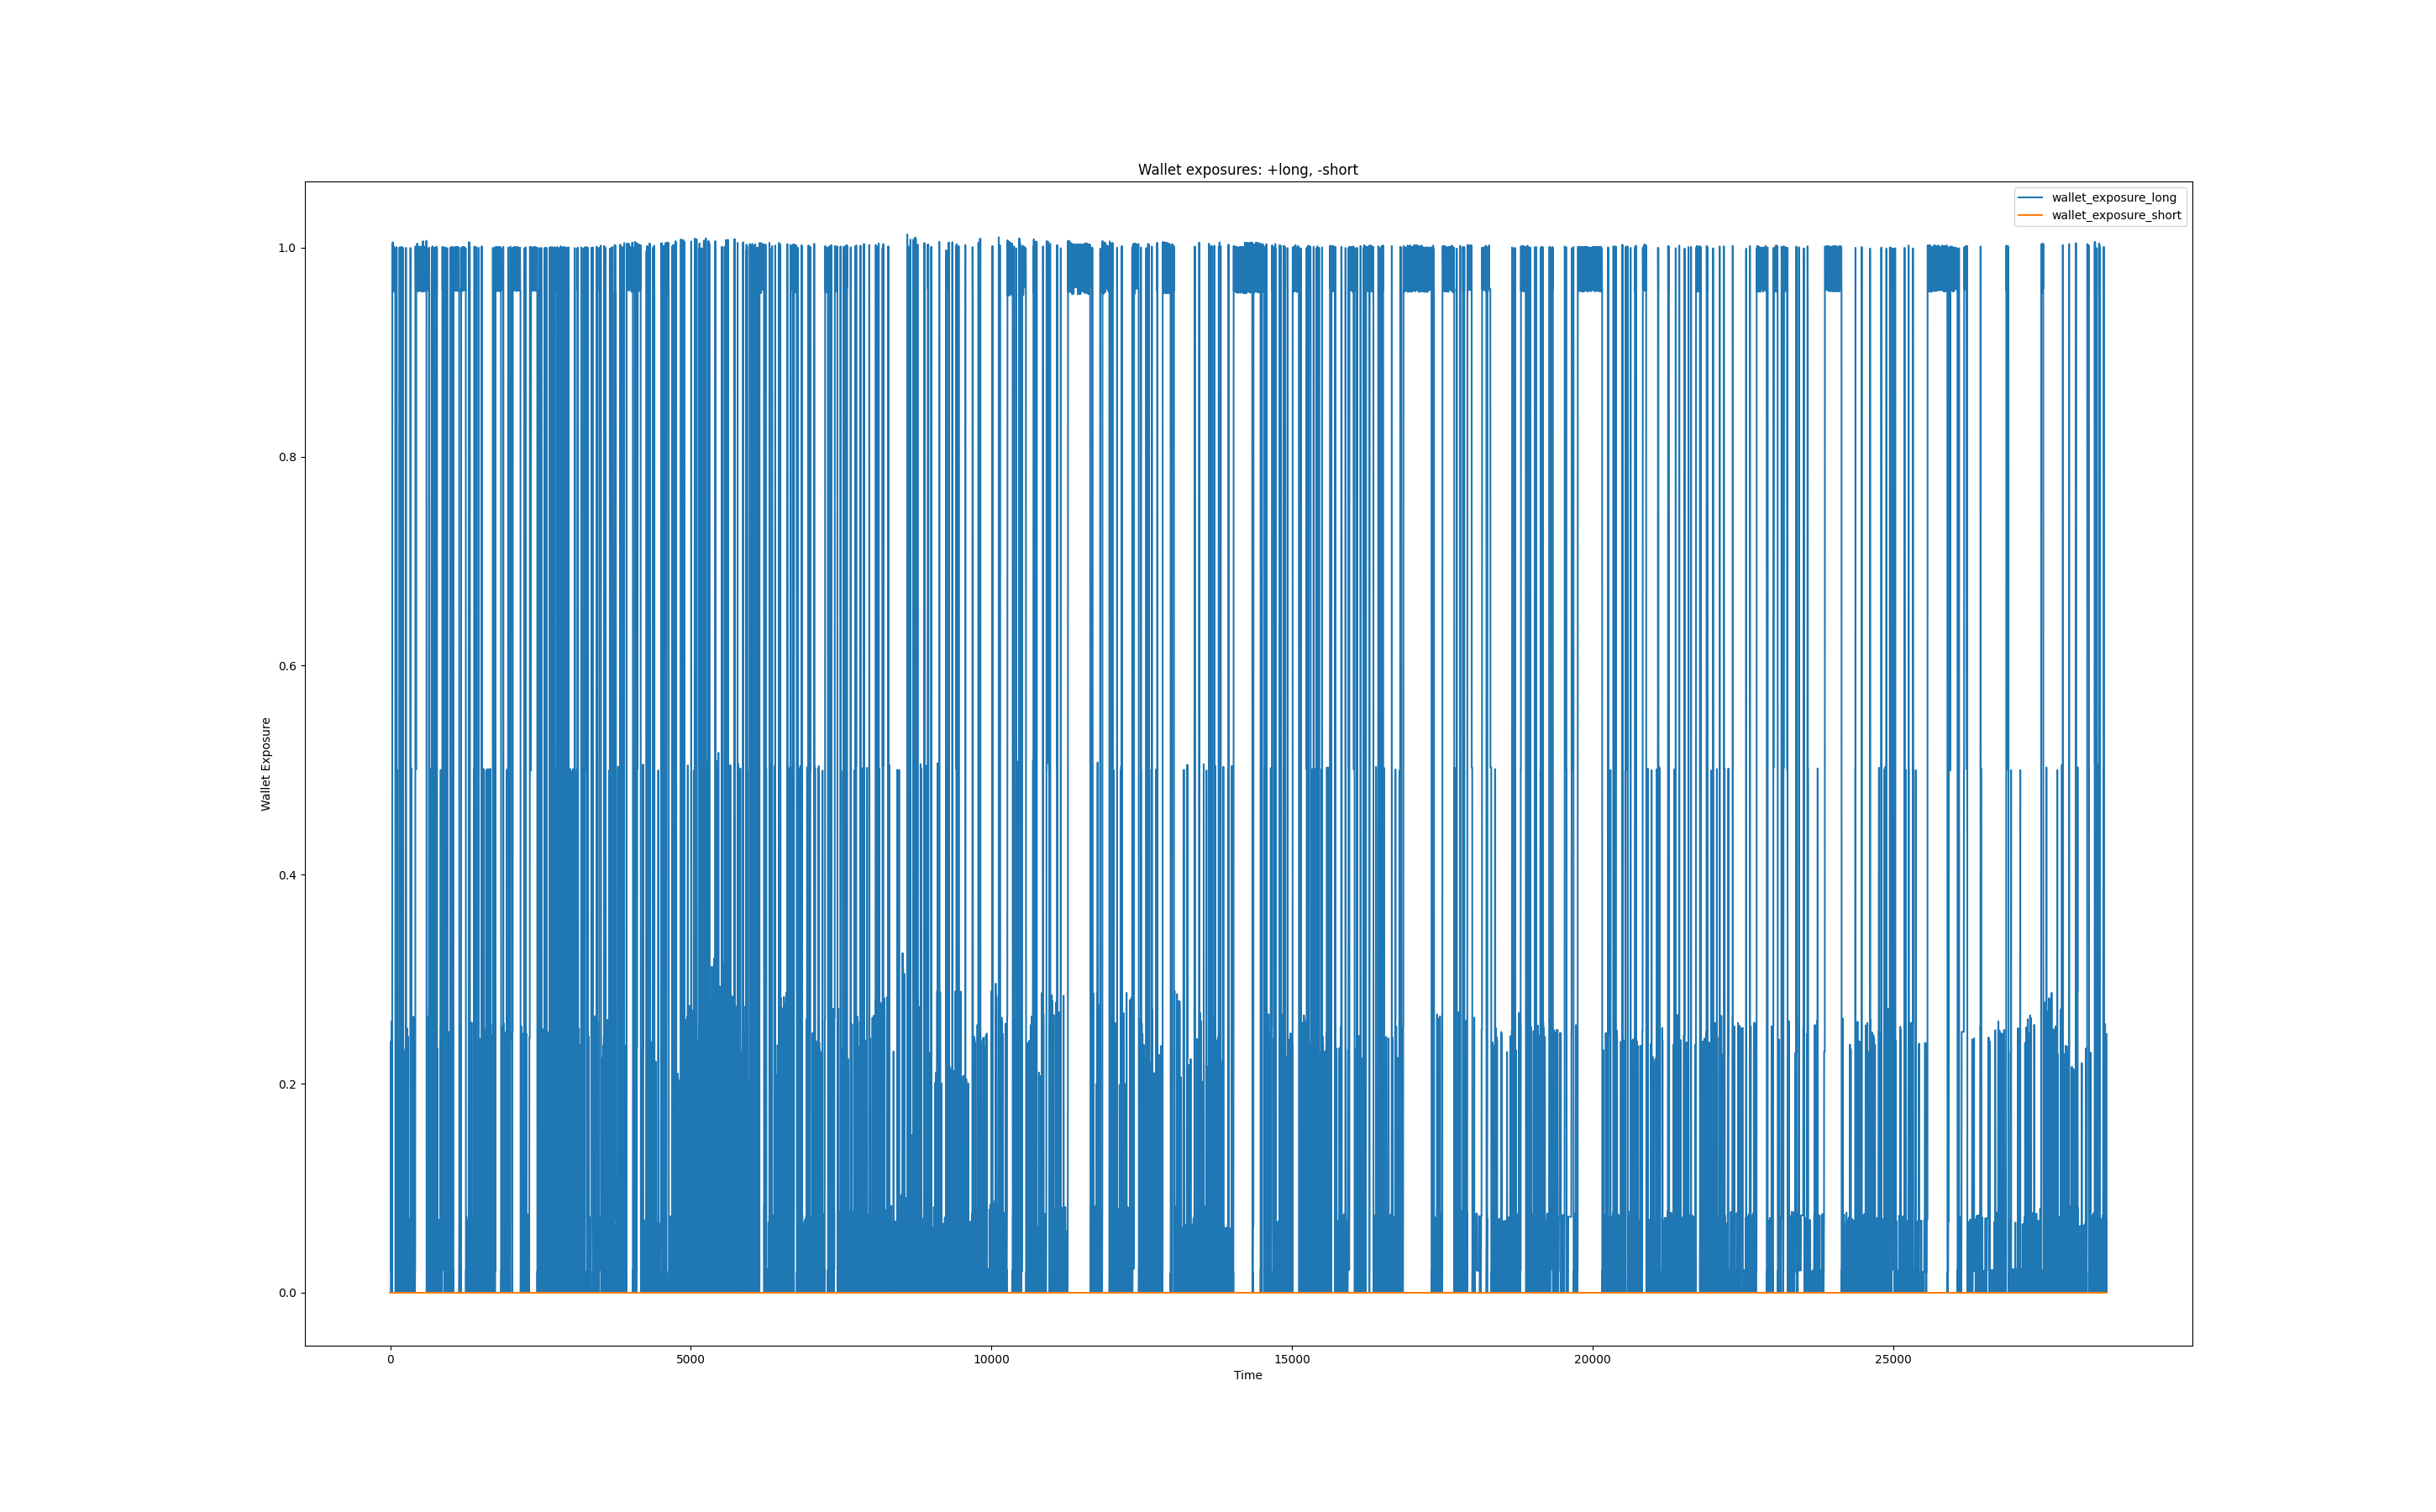 Wallet exposures: +long, -short
wallet_exposure_long
wallet_exposure_short
1.0
0.8
0.6
0.4
0.2
0.0
Wallet Exposure
0 5000 10000 15000 20000 25000
Time